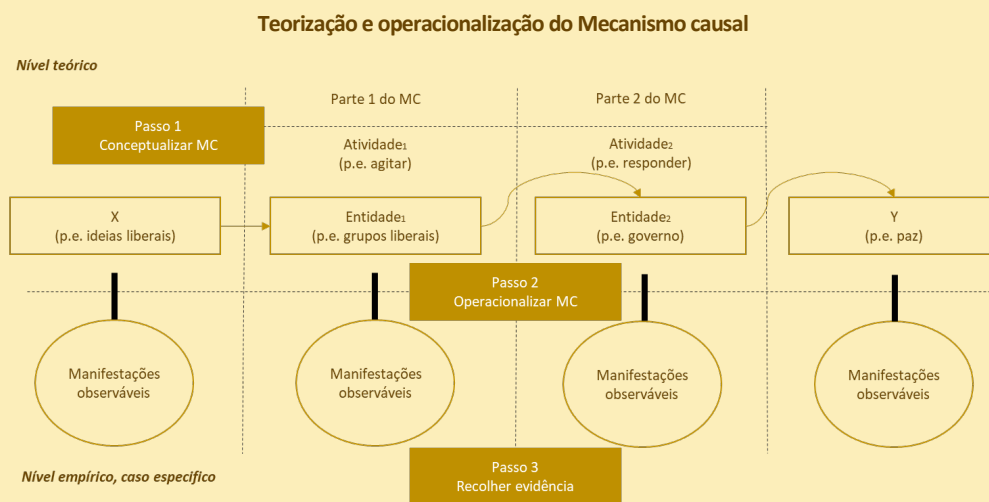 Teorização e operacionalização do Mecanismo causal
Nível teórico
Parte 1 do MC
Parte 2 do MC
Passo 1
Conceptualizar MC
Atividade₁
(p.e. agitar)
Atividade₂
(p.e. responder)
X
(p.e. ideias liberais)
Entidade₁
(p.e. grupos liberais)
Entidade₂
(p.e. governo)
Y
(p.e. paz)
Passo 2
Operacionalizar MC
Manifestações
observáveis
Manifestações
observáveis
Manifestações
observáveis
Manifestações
observáveis
Nível empírico, caso específico
Passo 3
Recolher evidência